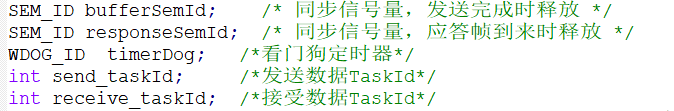 SEM_ID bufferSemId;    /* 同步信号量，发送完成时释放 */
SEM_ID responseSemId;  /* 同步信号量，应答帧到来时释放 */
WDOG_ID  timerDog;   /*看门狗定时器*/
int send_taskId;     /*发送数据TaskId*/
int receive_taskId;  /*接受数据TaskId*/